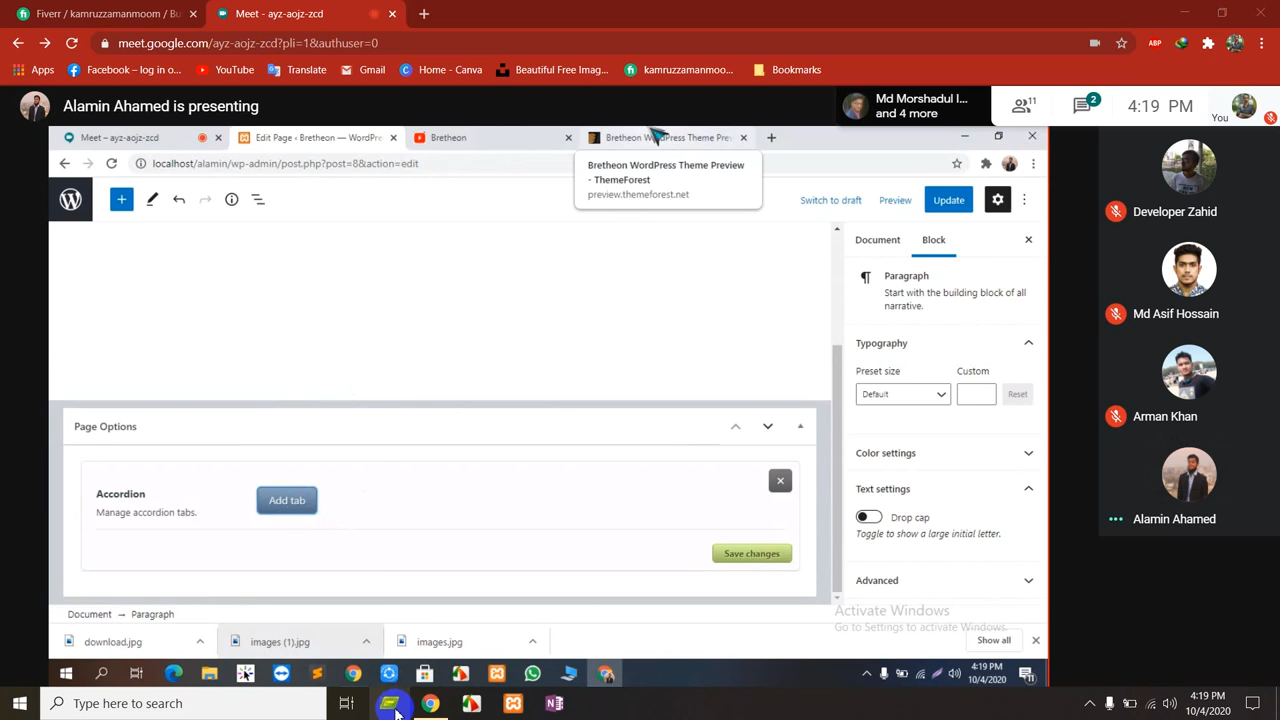 Fiverr / kamruzzamanmoom / Bu
Meet - ayz-aojz-zcd
meet.google.com/ayz-aojz-zcd?pli=1&authuser=0
ABP
Apps
Facebook – log in o...
YouTube
Translate
Gmail
Home - Canva
Beautiful Free Imag...
kamruzzamanmoo...
Bookmarks
Alamin Ahamed is presenting
Md Morshadul I...
and 4 more
11
2
4:19 PM
You
Meet – ayz-aojz-zcd
Edit Page ‹ Bretheon — WordPre
Bretheon
Bretheon WordPress Theme Previ
localhost/alamin/wp-admin/post.php?post=8&action=edit
Bretheon WordPress Theme Preview
- ThemeForest
preview.themeforest.net
Switch to draft
Preview
Update
Document
Block
Paragraph
Start with the building block of all
narrative.
Typography
Preset size
Custom
Default
Reset
Color settings
Text settings
Drop cap
Toggle to show a large initial letter.
Advanced
Page Options
Accordion
Manage accordion tabs.
Add tab
Save changes
Document → Paragraph
Activate Windows
Go to Settings to activate Windows.
download.jpg
images (1).jpg
images.jpg
Show all
4:19 PM
10/4/2020
Developer Zahid
Md Asif Hossain
Arman Khan
Alamin Ahamed
Type here to search
4:19 PM
10/4/2020